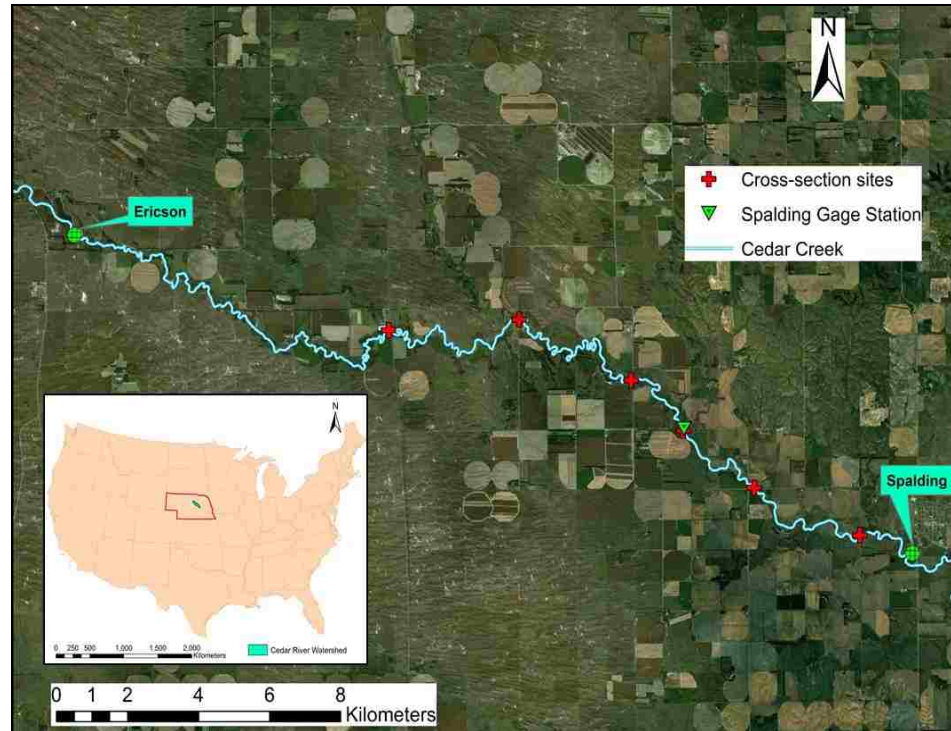 N
Ericson
Cross-section sites
Spalding Gage Station
Cedar Creek
Spalding
N
0 250 500 1,000 1,500 2,000
Kilometers
Cedar River Watershed
0 1 2 4 6 8
Kilometers